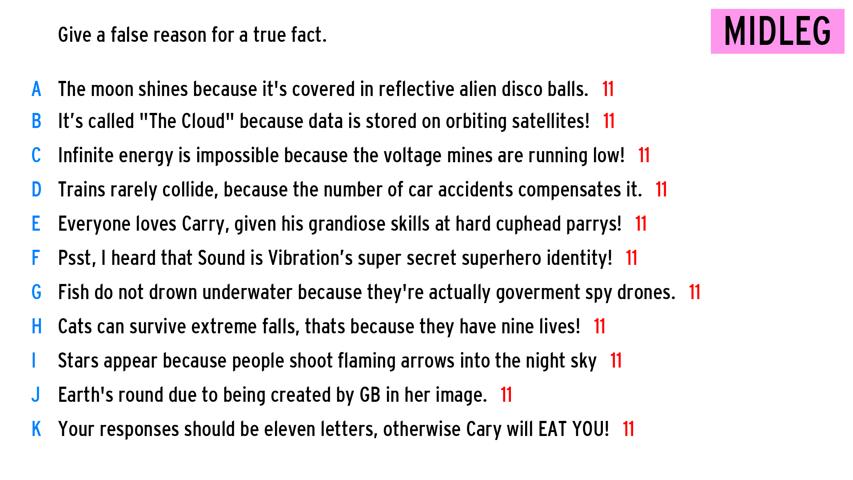 Give a false reason for a true fact.
MIDLEG
A The moon shines because it's covered in reflective alien disco balls. 11
B It’s called "The Cloud" because data is stored on orbiting satellites! 11
C Infinite energy is impossible because the voltage mines are running low! 11
D Trains rarely collide, because the number of car accidents compensates it. 11
E Everyone loves Carry, given his grandiose skills at hard cuphead parrys! 11
F Psst, I heard that Sound is Vibration’s super secret superhero identity! 11
G Fish do not drown underwater because they're actually goverment spy drones. 11
H Cats can survive extreme falls, thats because they have nine lives! 11
I Stars appear because people shoot flaming arrows into the night sky 11
J Earth's round due to being created by GB in her image. 11
K Your responses should be eleven letters, otherwise Cary will EAT YOU! 11